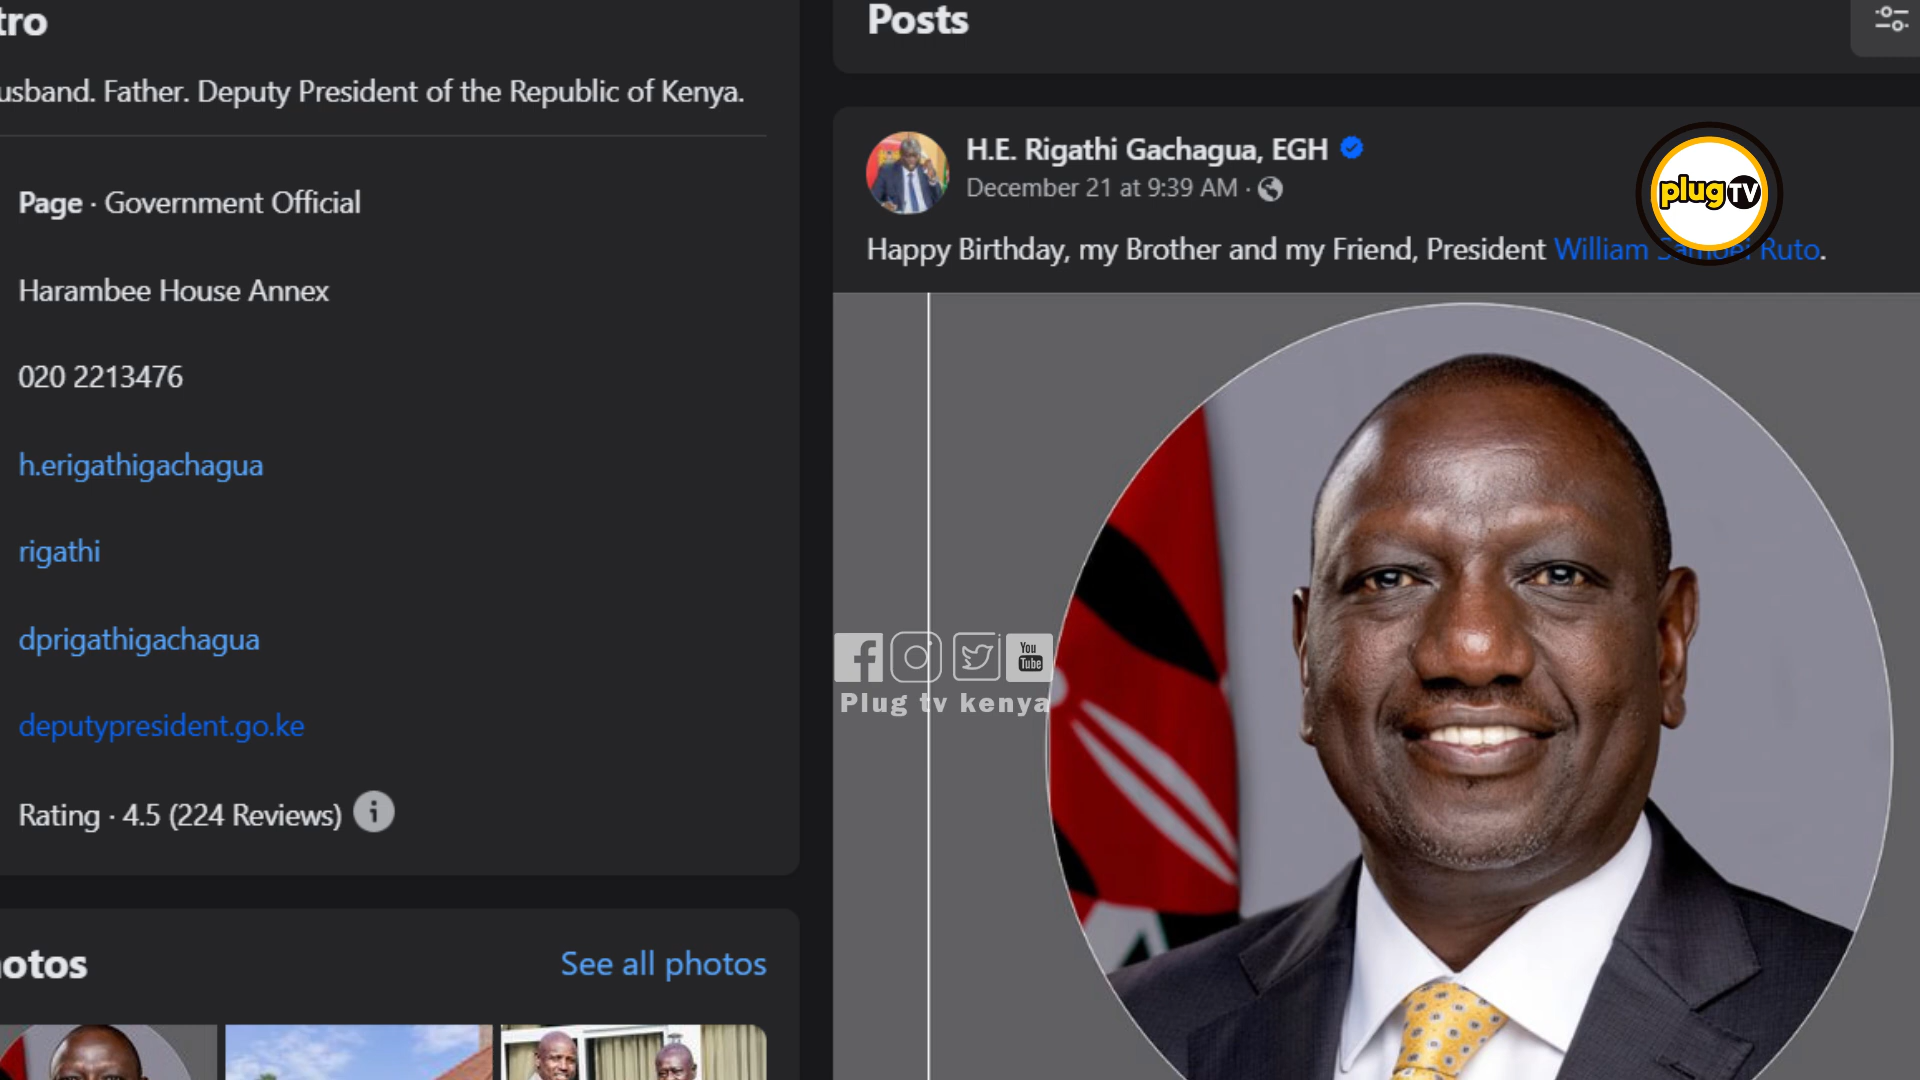 tro
usband. Father. Deputy President of the Republic of Kenya.
Page · Government Official
Harambee House Annex
020 2213476
h.erigathigachagua
rigathi
dprigathigachagua
deputypresident.go.ke
Rating · 4.5 (224 Reviews)
otos
See all photos
Posts
H.E. Rigathi Gachagua, EGH
December 21 at 9:39 AM ·
Happy Birthday, my Brother and my Friend, President William Samoei Ruto.
plug TV
You
Tube
Plug tv kenya